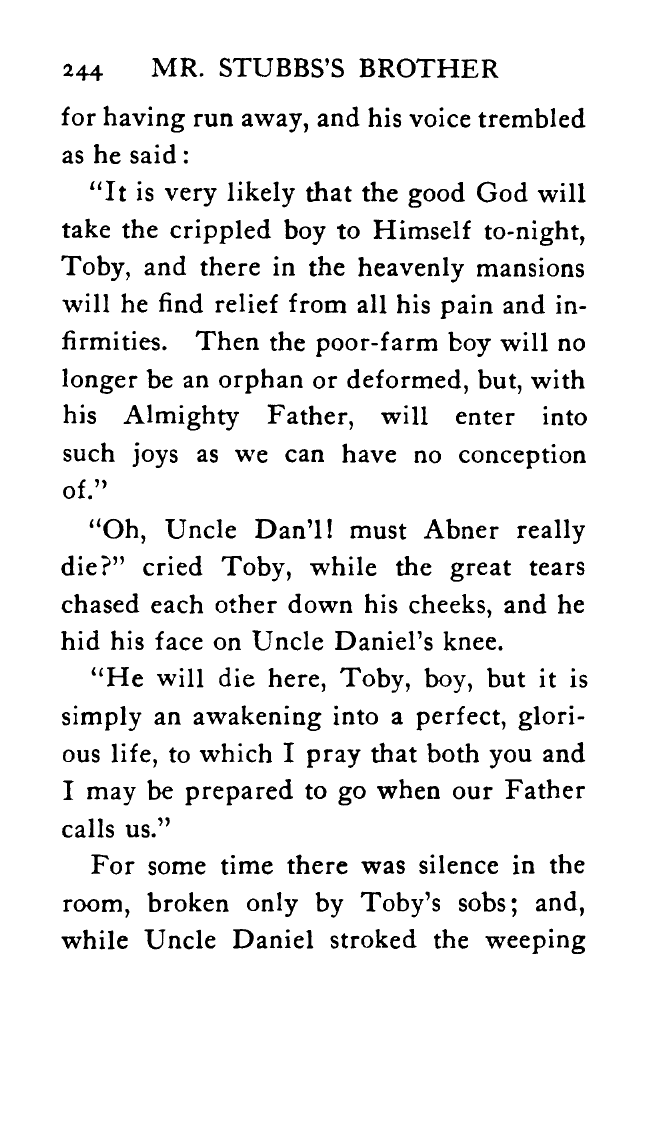 244 MR. STUBBS'S BROTHER
for having run away, and his voice trembled
as he said:
"It is very likely that the good God will
take the crippled boy to Himself to-night,
Toby, and there in the heavenly mansions
will he find relief from all his pain and in-
firmities. Then the poor-farm boy will no
longer be an orphan or deformed, but, with
his Almighty Father, will enter into
such joys as we can have no conception
of."
"Oh, Uncle Dan'l! must Abner really
die?" cried Toby, while the great tears
chased each other down his cheeks, and he
hid his face on Uncle Daniel's knee.
"He will die here, Toby, boy, but it is
simply an awakening into a perfect, glori-
ous life, to which I pray that both you and
I may be prepared to go when our Father
calls us."
For some time there was silence in the
room, broken only by Toby's sobs; and,
while Uncle Daniel stroked the weeping